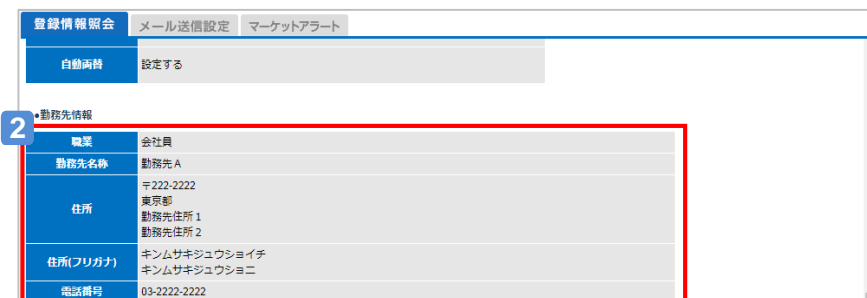 登録情報照会 メール送信設定 マーケットアラート
自動両替 設定する
●勤務先情報
2
職業 会社員
勤務先名称 勤務先A
住所 〒222-2222
東京都
勤務先住所1
勤務先住所2
住所(フリガナ) キンムサキジュウショイチ
キンムサキジュウショニ
電話番号 03-2222-2222